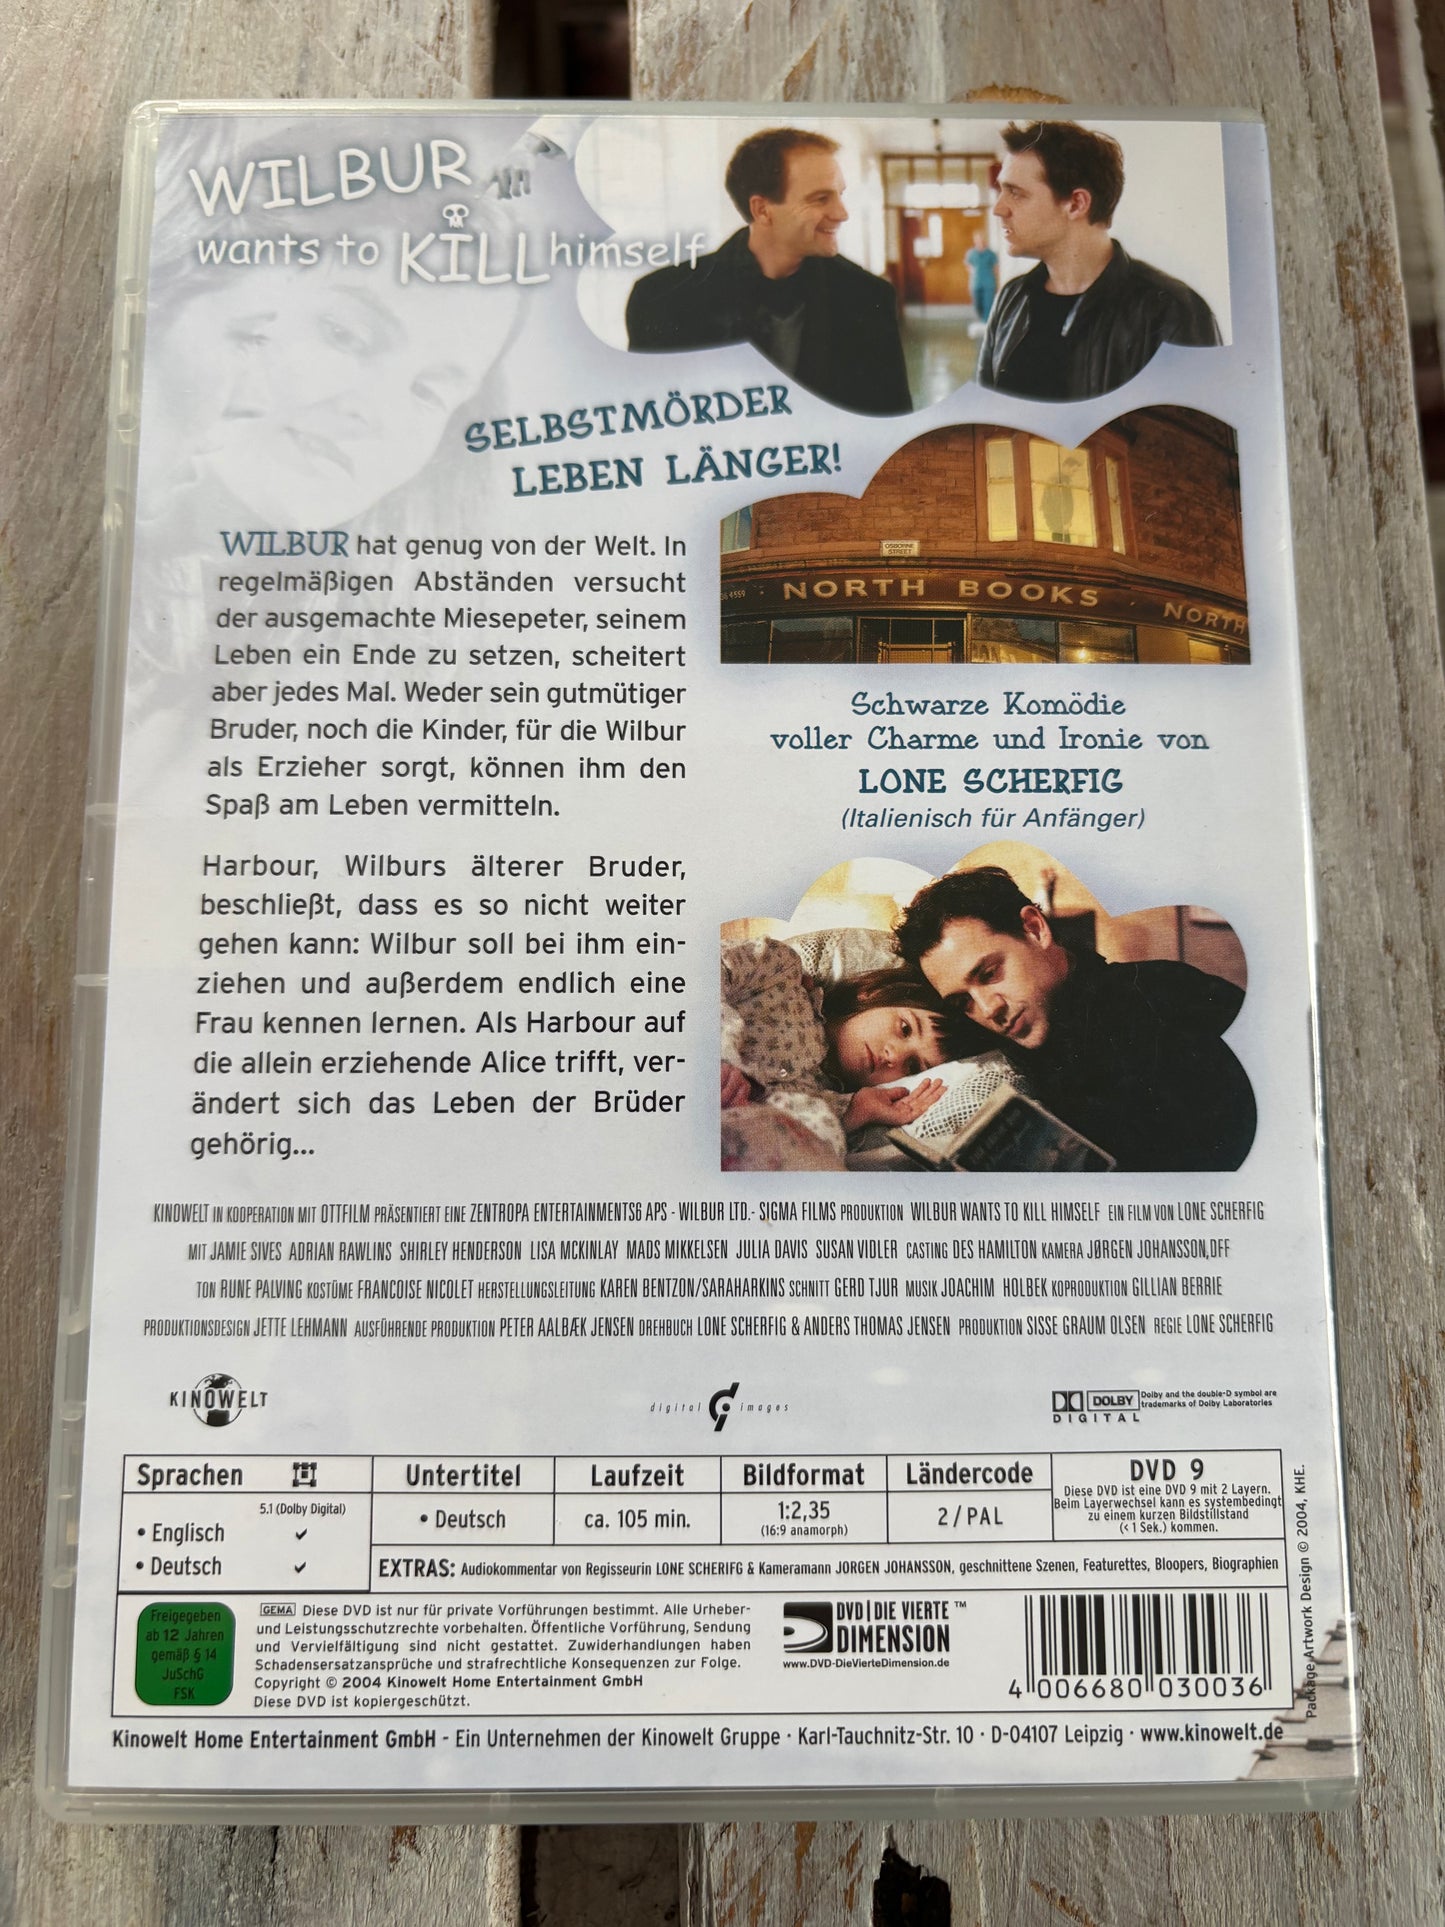 WILBUR
wants to KILL himself
SELBSTMÖRDER
LEBEN LÄNGER!
WILBUR hat genug von der Welt. In
regelmäßigen Abständen versucht
der ausgemachte Miesepeter, seinem
Leben ein Ende zu setzen, scheitert
aber jedes Mal. Weder sein gutmütiger
Bruder, noch die Kinder, für die Wilbur
als Erzieher sorgt, können ihm den
Spaß am Leben vermitteln.
Harbour, Wilburs älterer Bruder,
beschließt, dass es so nicht weiter
gehen kann: Wilbur soll bei ihm ein-
ziehen und außerdem endlich eine
Frau kennen lernen. Als Harbour auf
die allein erziehende Alice trifft, ver-
ändert sich das Leben der Brüder
gehörig...
OSBORNE
STREET
4559
NORTH BOOKS
NORTH
Schwarze Komödie
voller Charme und Ironie von
LONE SCHERFIG
(Italienisch für Anfänger)
KINOWELT IN KOOPERATION MIT OTTFILM PRÄSENTIERT EINE ZENTROPA ENTERTAINMENTS6 APS - WILBUR LTD.- SIGMA FILMS PRODUKTION WILBUR WANTS TO KILL HIMSELF EIN FILM VON LONE SCHERFIG
MIT JAMIE SIVES ADRIAN RAWLINS SHIRLEY HENDERSON LISA MCKINLAY MADS MIKKELSEN JULIA DAVIS SUSAN VIDLER CASTING DES HAMILTON KAMERA JØRGEN JOHANSSON,DFF
TON RUNE PALVING KOSTÜME FRANCOISE NICOLET HERSTELLUNGSLEITUNG KAREN BENTZON/SARAHARKINS SCHNITT GERD TJUR MUSIK JOACHIM HOLBEK KOPRODUKTION GILLIAN BERRIE
PRODUKTIONSDESIGN JETTE LEHMANN AUSFÜHRENDE PRODUKTION PETER AALBÆK JENSEN DREHBUCH LONE SCHERFIG & ANDERS THOMAS JENSEN PRODUKTION SISSE GRAUM OLSEN REGIE LONE SCHERFIG
KINOWELT
digital images
DOLBY
DIGITAL
Dolby and the double-D symbol are
trademarks of Dolby Laboratories
Sprachen
5.1 (Dolby Digital)
• Englisch ✓
• Deutsch ✓
Untertitel
• Deutsch
Laufzeit
ca. 105 min.
Bildformat
1:2,35
(16:9 anamorph)
Ländercode
2/PAL
DVD 9
Diese DVD ist eine DVD 9 mit 2 Layern.
Beim Layerwechsel kann es systembedingt
zu einem kurzen Bildstillstand
(< 1 Sek.) kommen.
EXTRAS: Audiokommentar von Regisseurin LONE SCHERIFG & Kameramann JORGEN JOHANSSON, geschnittene Szenen, Featurettes, Bloopers, Biographien
Freigegeben
ab 12 Jahren
gemäß § 14
JuSchG
FSK
GEMA Diese DVD ist nur für private Vorführungen bestimmt. Alle Urheber-
und Leistungsschutzrechte vorbehalten. Öffentliche Vorführung, Sendung
und Vervielfältigung sind nicht gestattet. Zuwiderhandlungen haben
Schadensersatzansprüche und strafrechtliche Konsequenzen zur Folge.
Copyright © 2004 Kinowelt Home Entertainment GmbH
Diese DVD ist kopiergeschützt.
DVD|DIE VIERTE ™
DIMENSION
www.DVD-DieVierteDimension.de
4 006680 030036
Package Artwork Design © 2004, KHE.
Kinowelt Home Entertainment GmbH - Ein Unternehmen der Kinowelt Gruppe · Karl-Tauchnitz-Str. 10 · D-04107 Leipzig · www.kinowelt.de